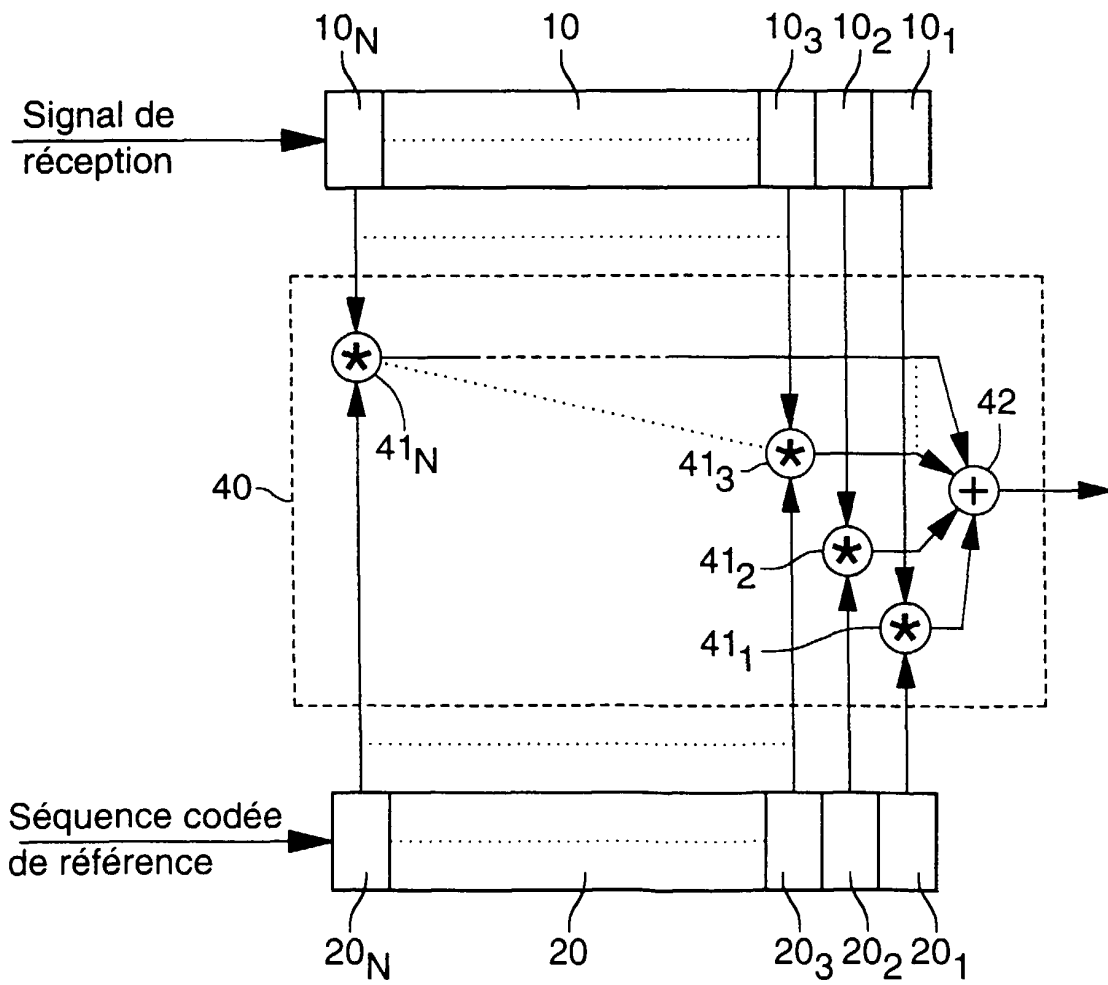 10N 10 103 102 101
Signal de
réception
41N
413
42
40
412
411
Séquence codée
de référence
20N 20 203 202 201